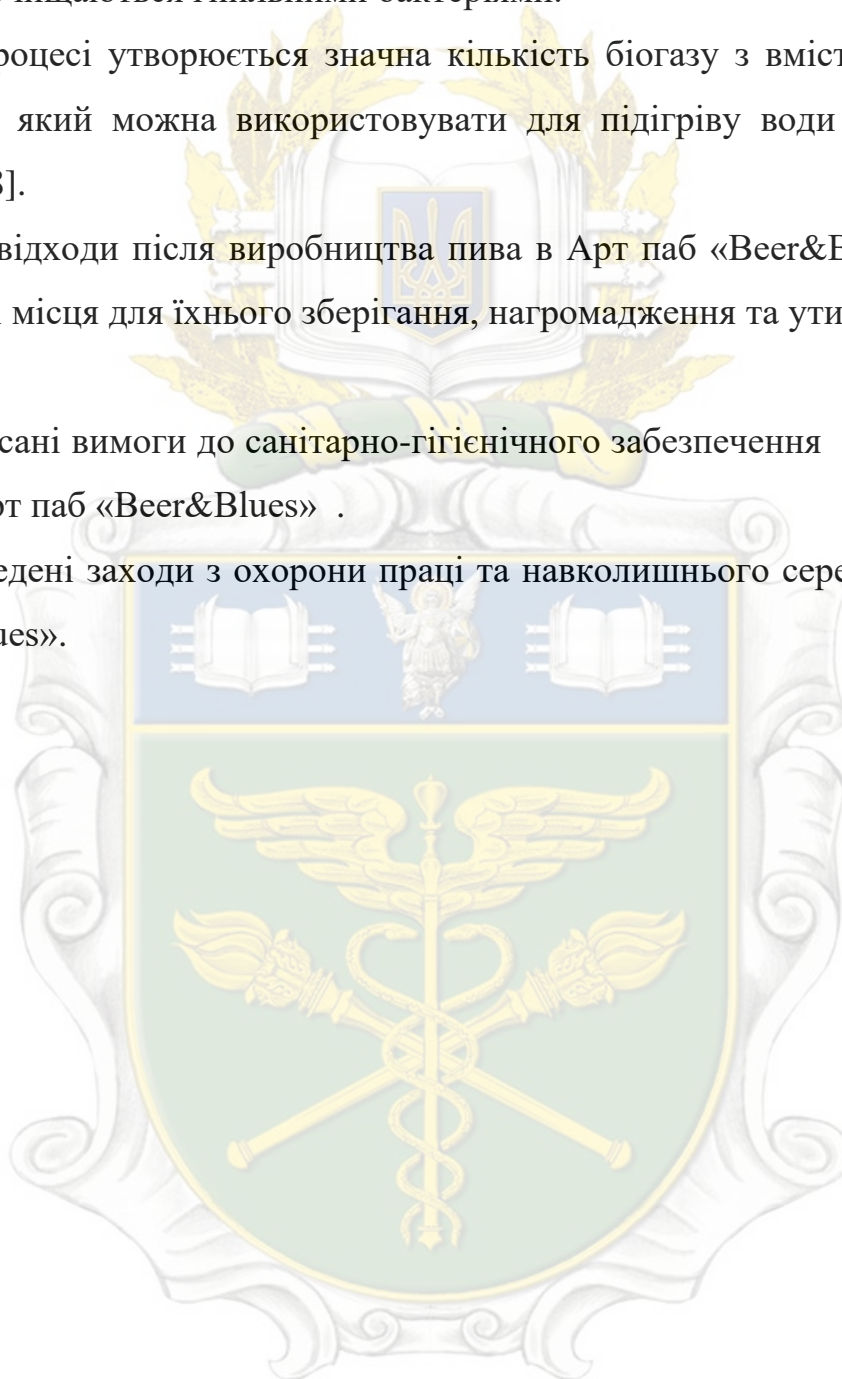 роцесі утворюється значна кількість біогазу з вміст
який можна використовувати для підігріву води
].
відходи після виробництва пива в Арт паб «Beer&B
місця для їхнього зберігання, нагромадження та ути
сані вимоги до санітарно-гігієнічного забезпечення
рт паб «Beer&Blues» .
едені заходи з охорони праці та навколишнього сере
ues».